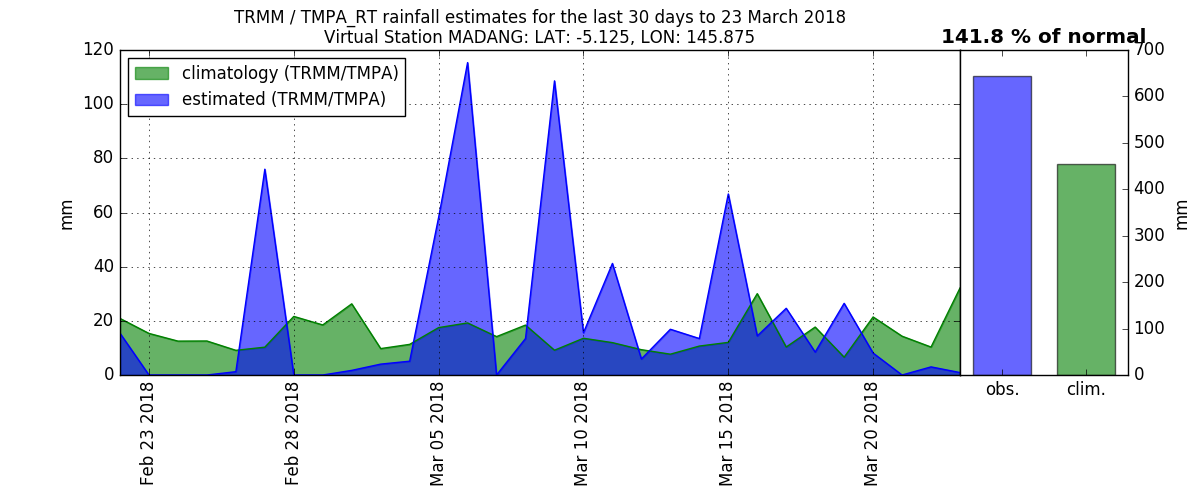 TRMM / TMPA_RT rainfall estimates for the last 30 days to 23 March 2018
Virtual Station MADANG: LAT: -5.125, LON: 145.875
141.8 % of normal
climatology (TRMM/TMPA)
estimated (TRMM/TMPA)
120
100
80
60
40
20
0
mm
700
600
500
400
300
200
100
0
mm
Feb 23 2018
Feb 28 2018
Mar 05 2018
Mar 10 2018
Mar 15 2018
Mar 20 2018
obs.
clim.